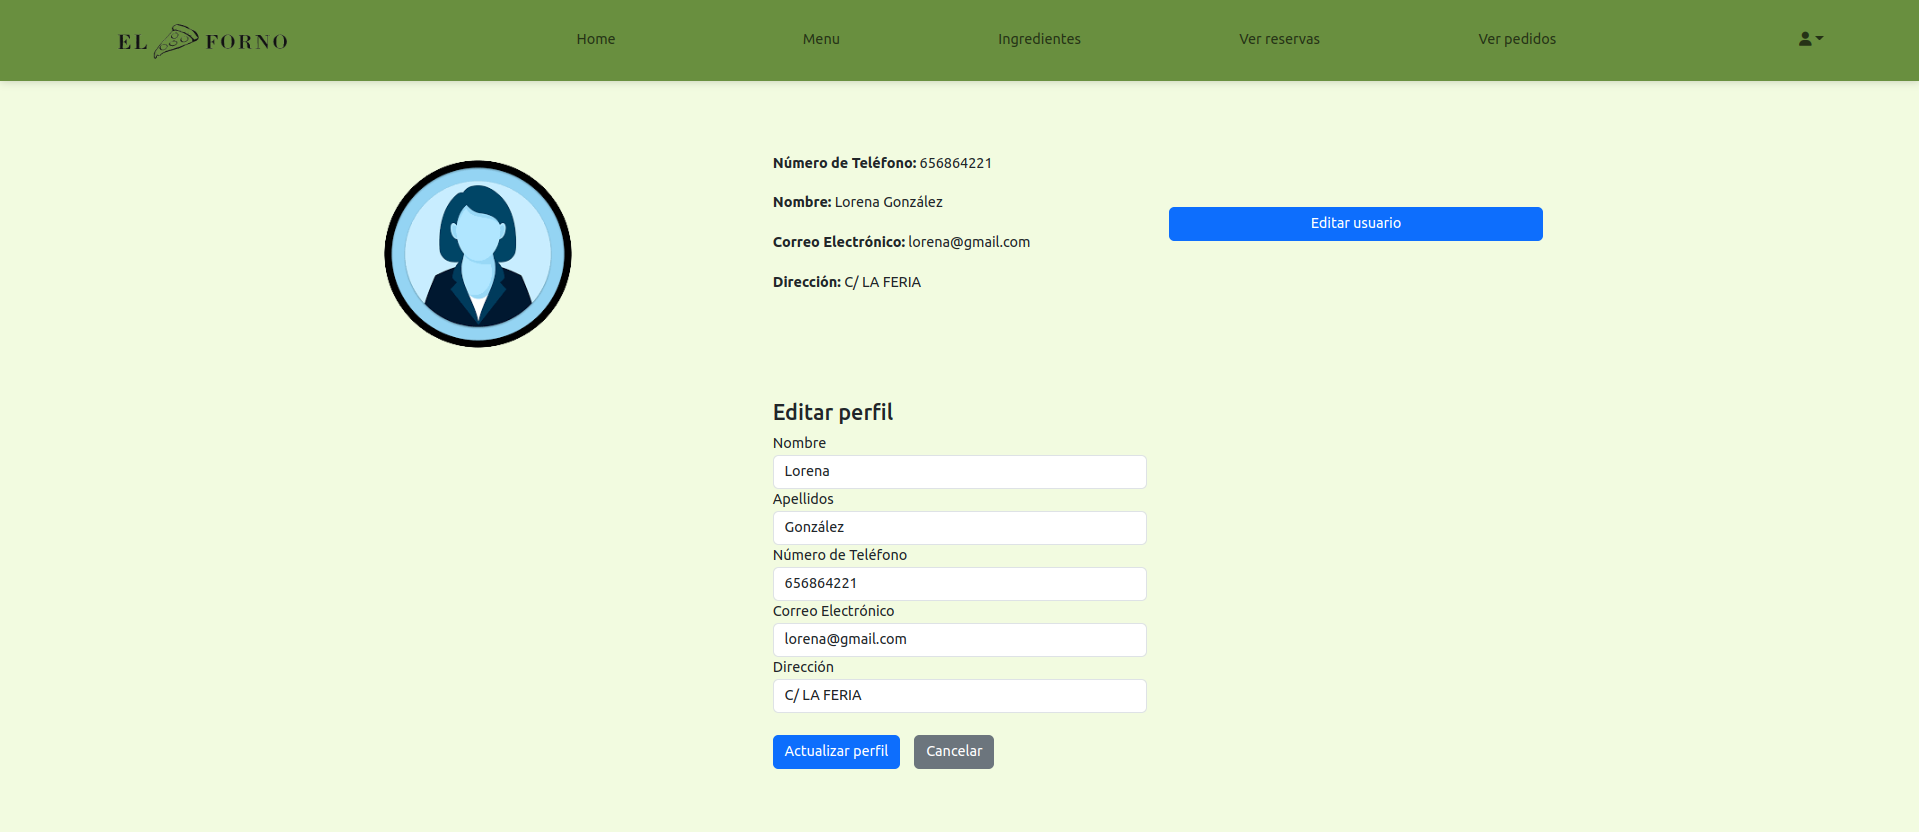 EL FORNO
Home
Menu
Ingredientes
Ver reservas
Ver pedidos
Número de Teléfono: 656864221
Nombre: Lorena González
Correo Electrónico: lorena@gmail.com
Dirección: C/ LA FERIA
Editar usuario
Editar perfil
Nombre
Lorena
Apellidos
González
Número de Teléfono
656864221
Correo Electrónico
lorena@gmail.com
Dirección
C/ LA FERIA
Actualizar perfil
Cancelar